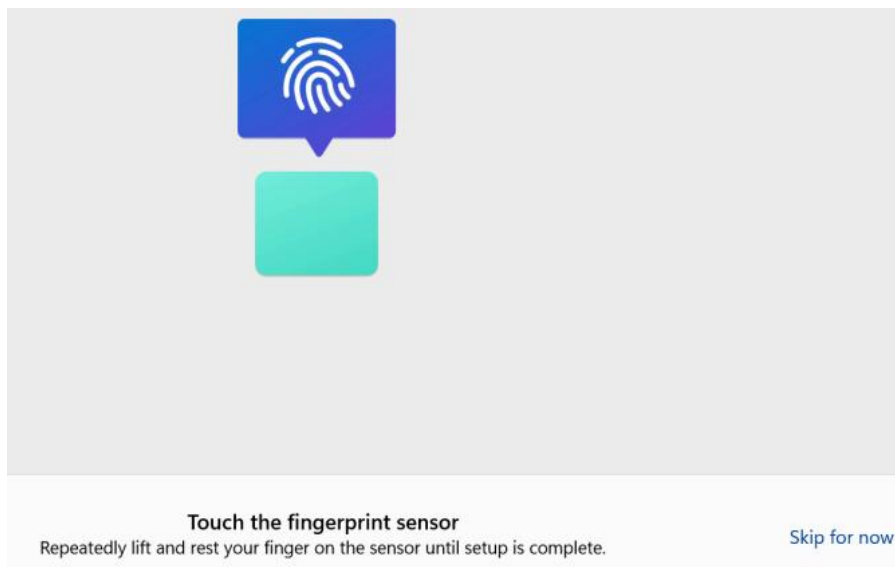 Touch the fingerprint sensor
Repeatedly lift and rest your finger on the sensor until setup is complete.
Skip for now